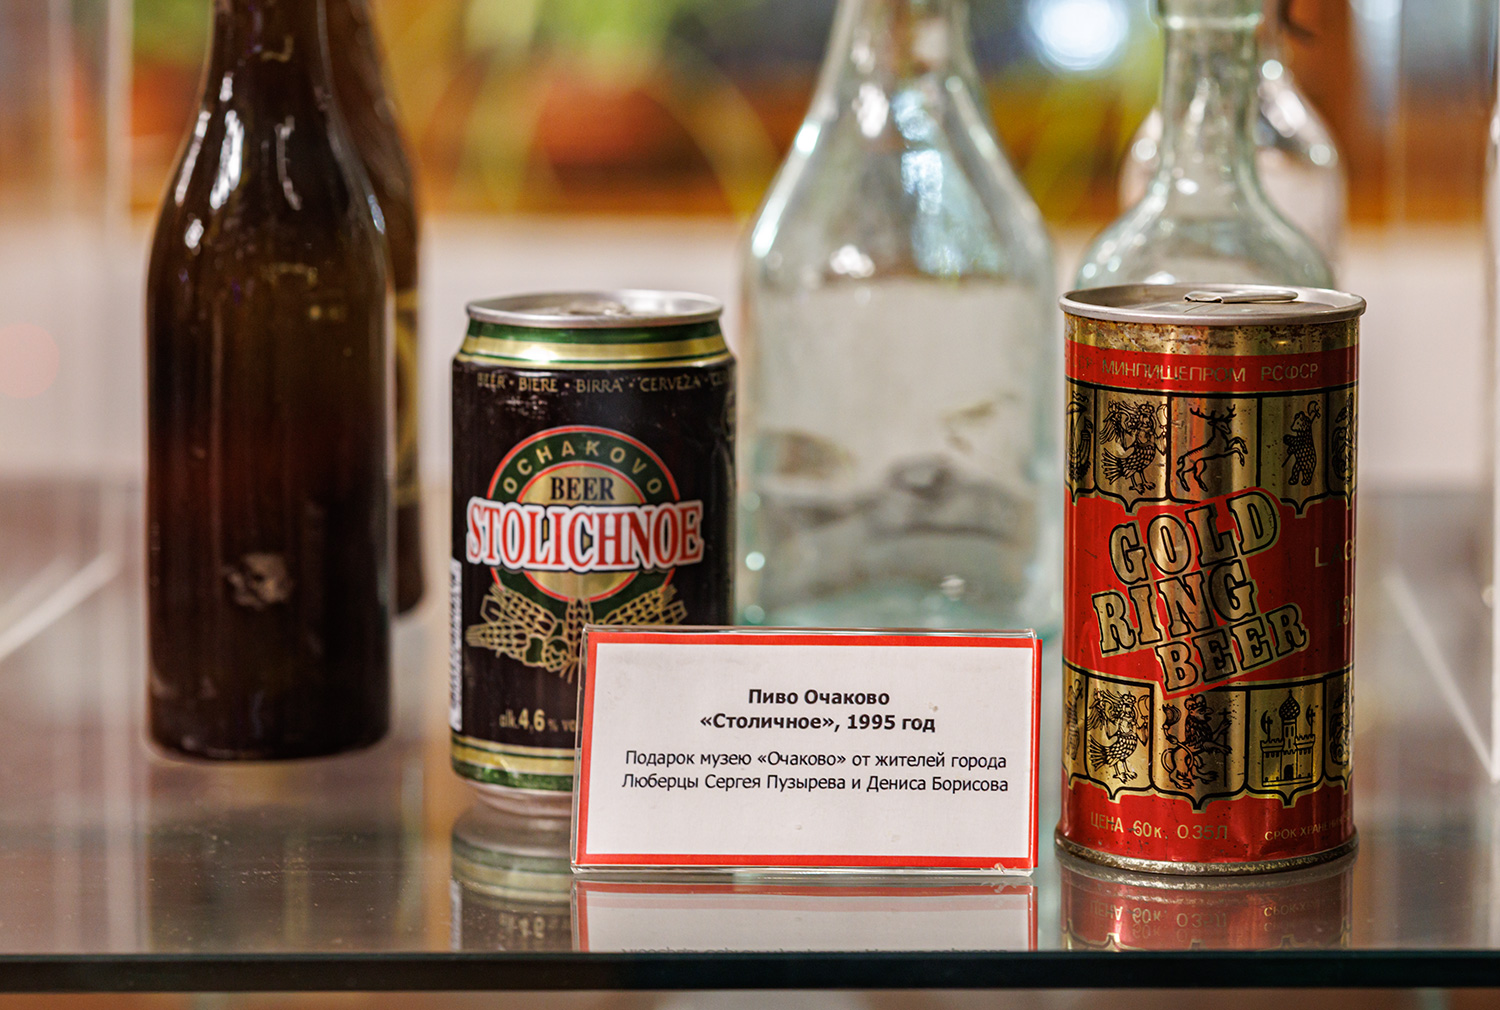 BEER • BIERE • BIRRA • CERVEZA •
OCHAKOVO
BEER
STOLICHNOE
alk. 4,6 %
Пиво Очаково
«Столичное», 1995 год
Подарок музею «Очаково» от жителей города
Люберцы Сергея Пузырева и Дениса Борисова
МИНПИЩЕПРОМ РСФСР
GOLD
RING
BEER
ЦЕНА 60к. 0.35Л
СРОК